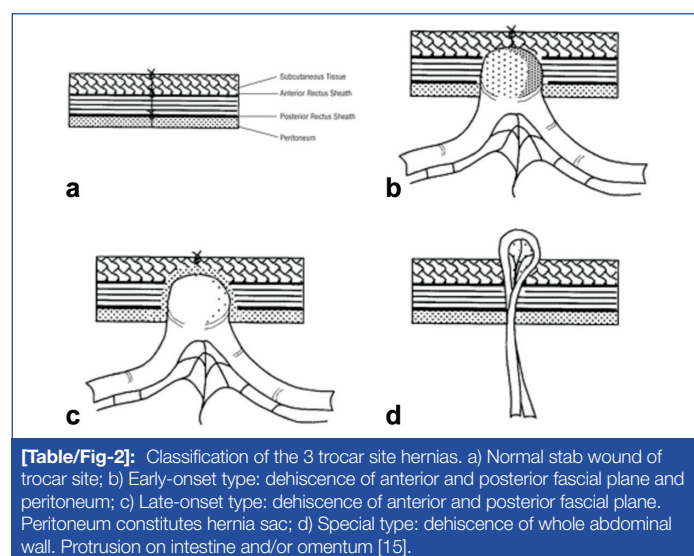 Subcutaneous Tissue
Anterior Rectus Sheath
Posterior Rectus Sheath
Peritoneum
a
b
c
d
[Table/Fig-2]: Classification of the 3 trocar site hernias. a) Normal stab wound of
trocar site; b) Early-onset type: dehiscence of anterior and posterior fascial plane and
peritoneum; c) Late-onset type: dehiscence of anterior and posterior fascial plane.
Peritoneum constitutes hernia sac; d) Special type: dehiscence of whole abdominal
wall. Protrusion on intestine and/or omentum [15].